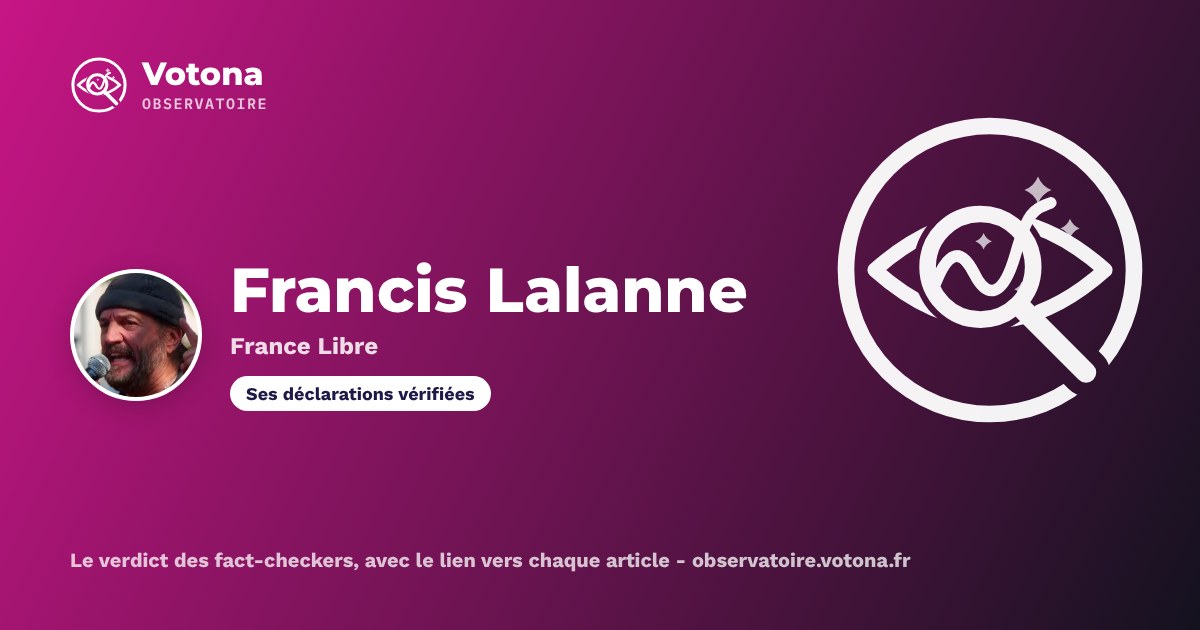 Votona
OBSERVATOIRE
Francis Lalanne
France Libre
Ses déclarations vérifiées
Le verdict des fact-checkers, avec le lien vers chaque article - observatoire.votona.fr